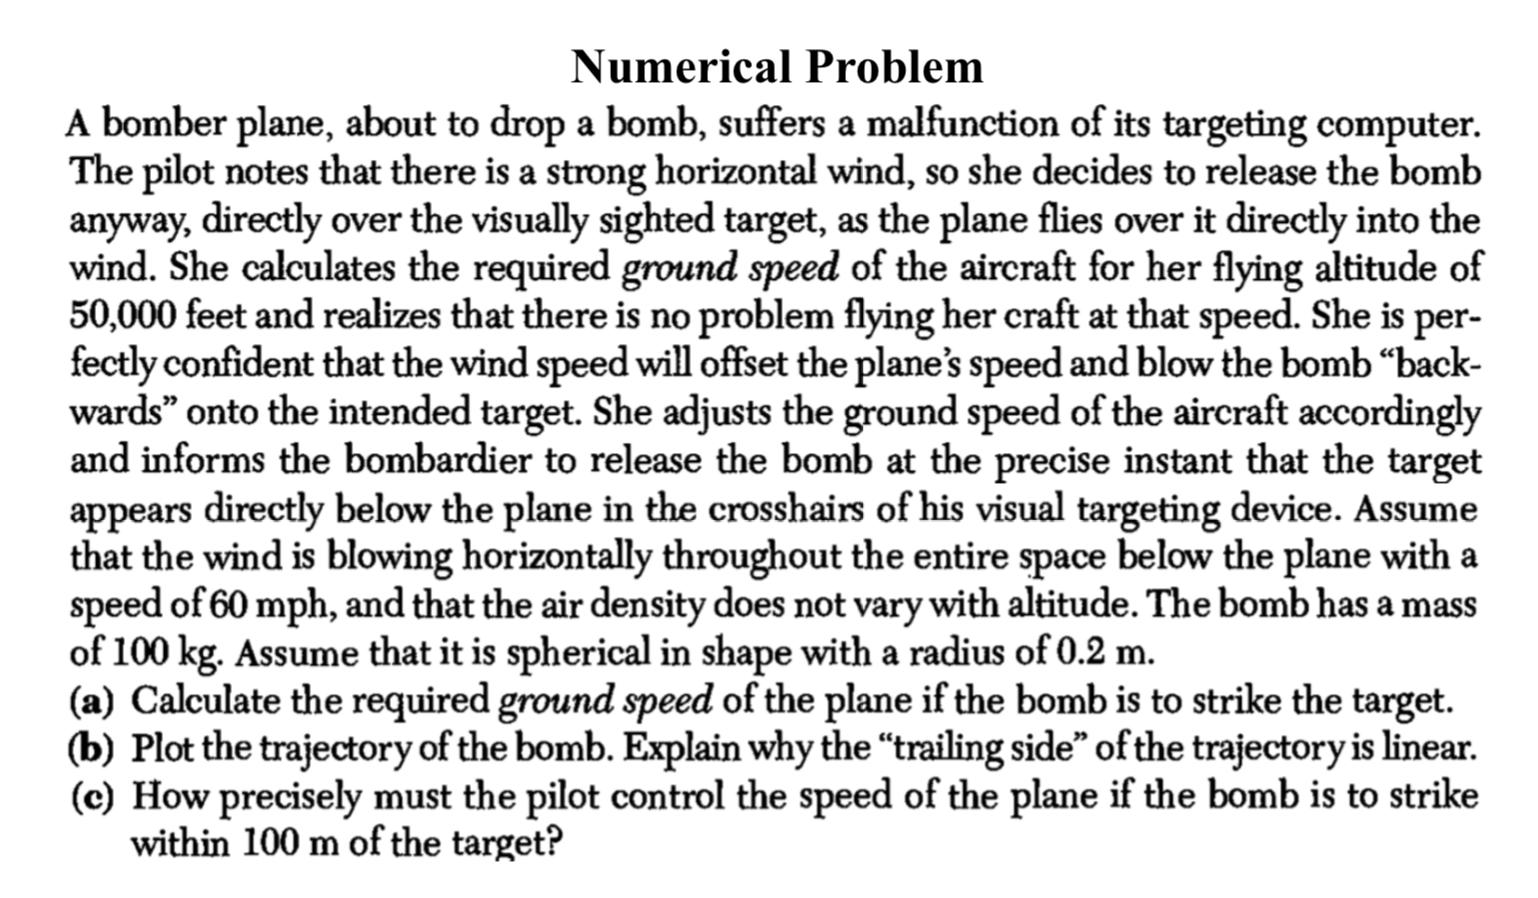 Numerical Problem
A bomber plane, about to drop a bomb, suffers a malfunction of its targeting computer.
The pilot notes that there is a strong horizontal wind, so she decides to release the bomb
anyway, directly over the visually sighted target, as the plane flies over it directly into the
wind. She calculates the required ground speed of the aircraft for her flying altitude of
50,000 feet and realizes that there is no problem flying her craft at that speed. She is per-
fectly confident that the wind speed will offset the plane's speed and blow the bomb “back-
wards” onto the intended target. She adjusts the ground speed of the aircraft accordingly
and informs the bombardier to release the bomb at the precise instant that the target
appears directly below the plane in the crosshairs of his visual targeting device. Assume
that the wind is blowing horizontally throughout the entire space below the plane with a
speed of 60 mph, and that the air density does not vary with altitude. The bomb has a mass
of 100 kg. Assume that it is spherical in shape with a radius of 0.2 m.
(a) Calculate the required ground speed of the plane if the bomb is to strike the target.
(b) Plot the trajectory of the bomb. Explain why the “trailing side” of the trajectory is linear.
(c) How precisely must the pilot control the speed of the plane if the bomb is to strike
within 100 m of the target?